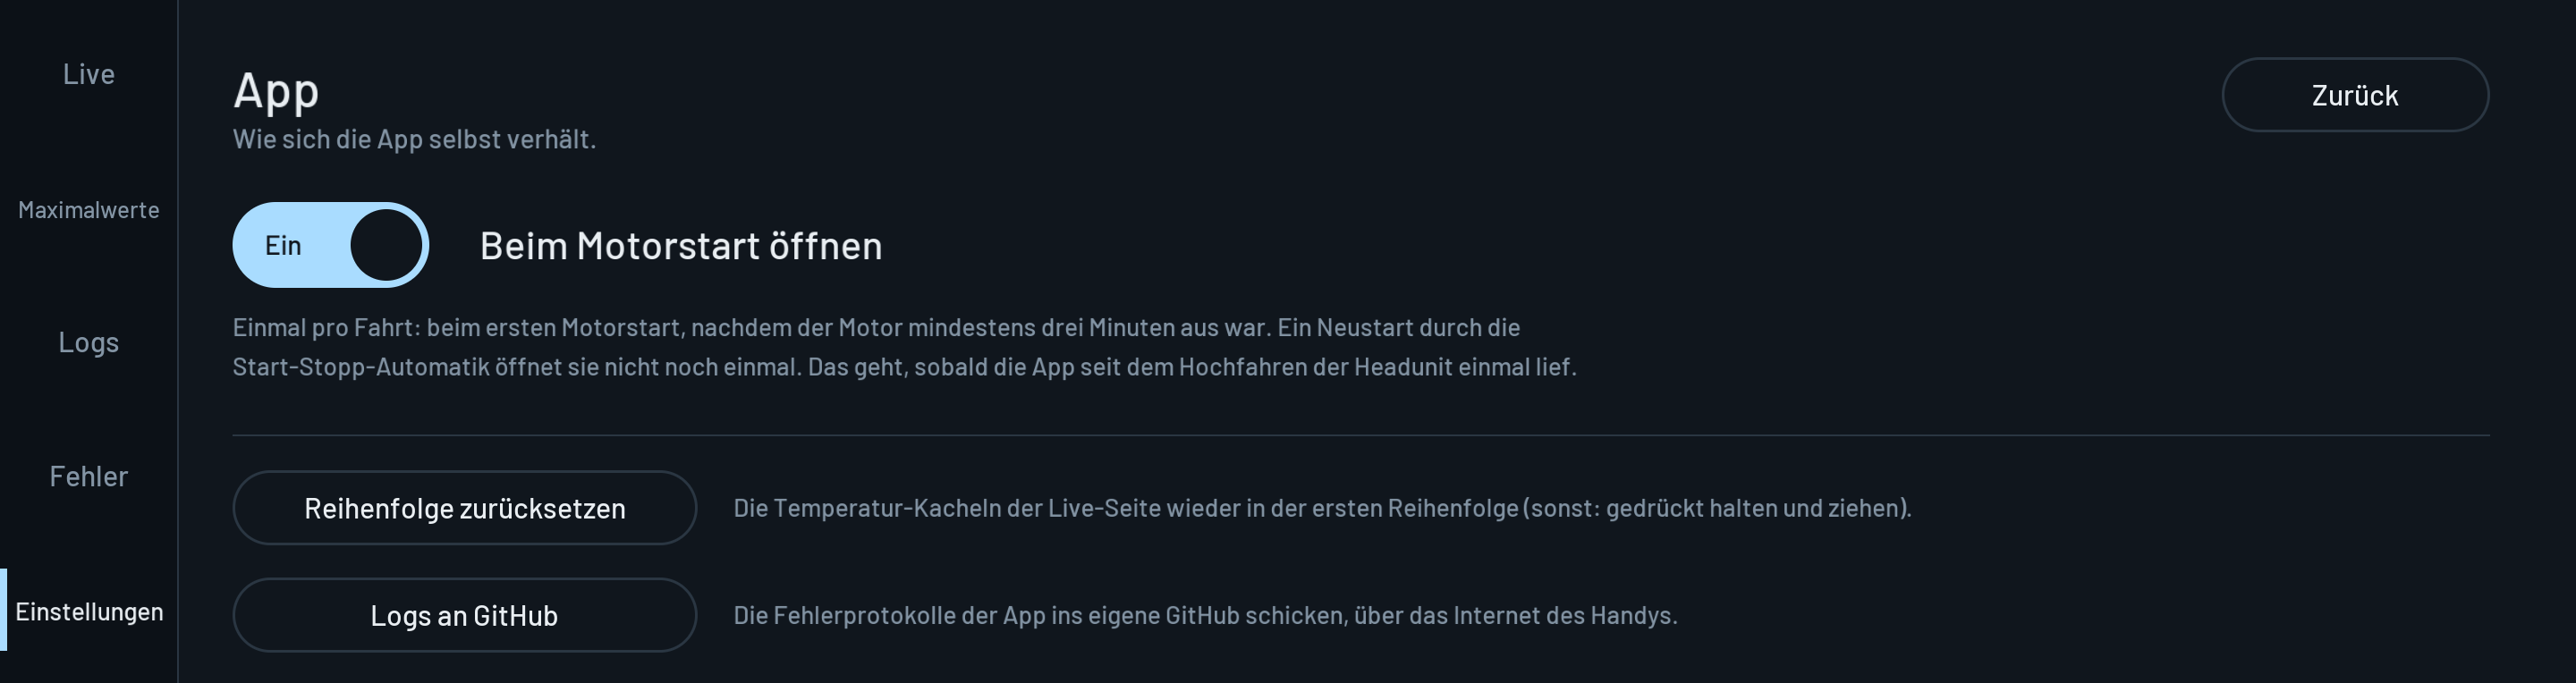 Live
Maximalwerte
Logs
Fehler
Einstellungen
App
Wie sich die App selbst verhält.
Zurück
Ein
Beim Motorstart öffnen
Einmal pro Fahrt: beim ersten Motorstart, nachdem der Motor mindestens drei Minuten aus war. Ein Neustart durch die
Start-Stopp-Automatik öffnet sie nicht noch einmal. Das geht, sobald die App seit dem Hochfahren der Headunit einmal lief.
Reihenfolge zurücksetzen
Die Temperatur-Kacheln der Live-Seite wieder in der ersten Reihenfolge (sonst: gedrückt halten und ziehen).
Logs an GitHub
Die Fehlerprotokolle der App ins eigene GitHub schicken, über das Internet des Handys.